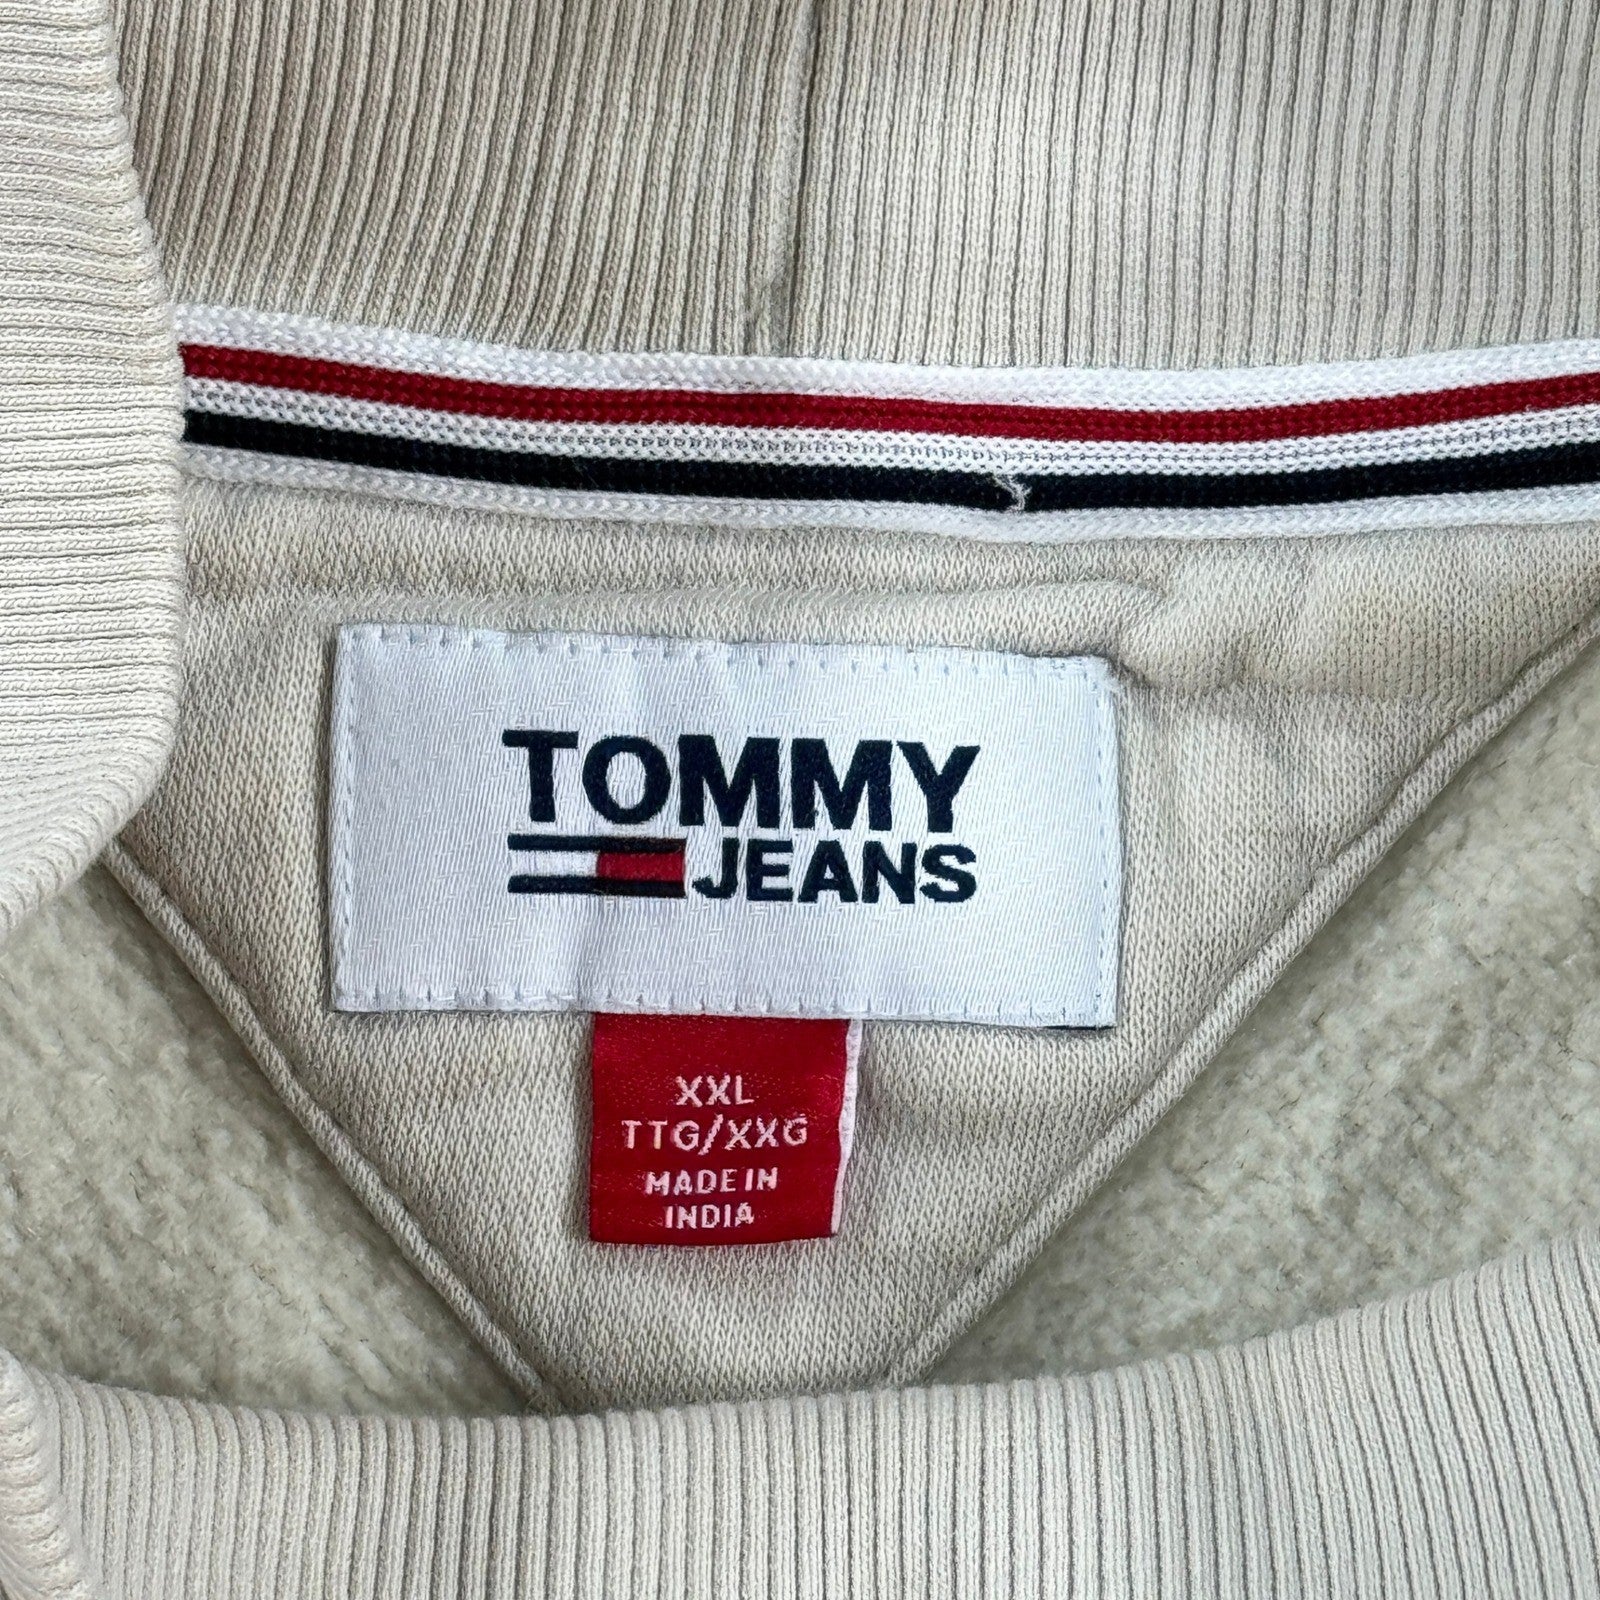 TOMMY
JEANS
XXL
TTG/XXG
MADE IN
INDIA